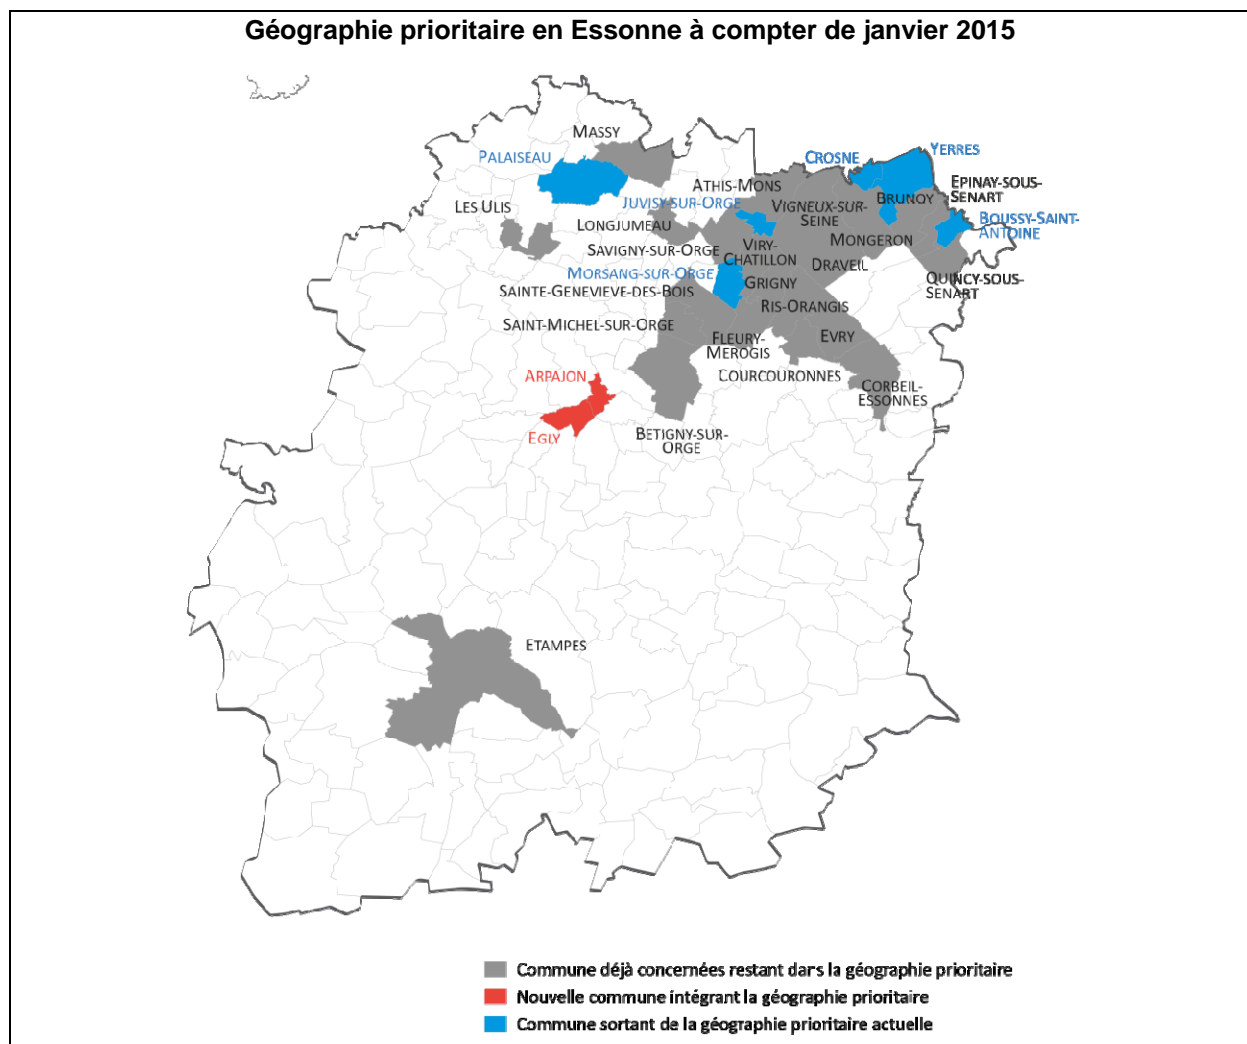 Géographie prioritaire en Essonne à compter de janvier 2015
MASSY
PALAISEAU
CROSNE
YERRES
ATHIS-MONS
EPINAY-SOUS-
SENART
JUVISY-SUR-ORGE
BRUNOY
LES ULIS
VIGNEUX-SUR-
SEINE
BOUSSY-SAINT-
ANTOINE
LONGJUMEAU
MONGERON
SAVIGNY-SUR-ORGE
VIRY-
CHATILLON
DRAVEIL
MORSANG-SUR-ORGE
GRIGNY
QUINCY-SOUS-
SENART
SAINTE-GENEVIEVE-DES-BOIS
RIS-ORANGIS
SAINT-MICHEL-SUR-ORGE
FLEURY-
MEROGIS
EVRY
ARPAJON
COURCOURONNES
CORBEIL-
ESSONNES
EGLY
BETIGNY-SUR-
ORGE
ETAMPES
Commune déjà concernées restant dans la géographie prioritaire
Nouvelle commune intégrant la géographie prioritaire
Commune sortant de la géographie prioritaire actuelle